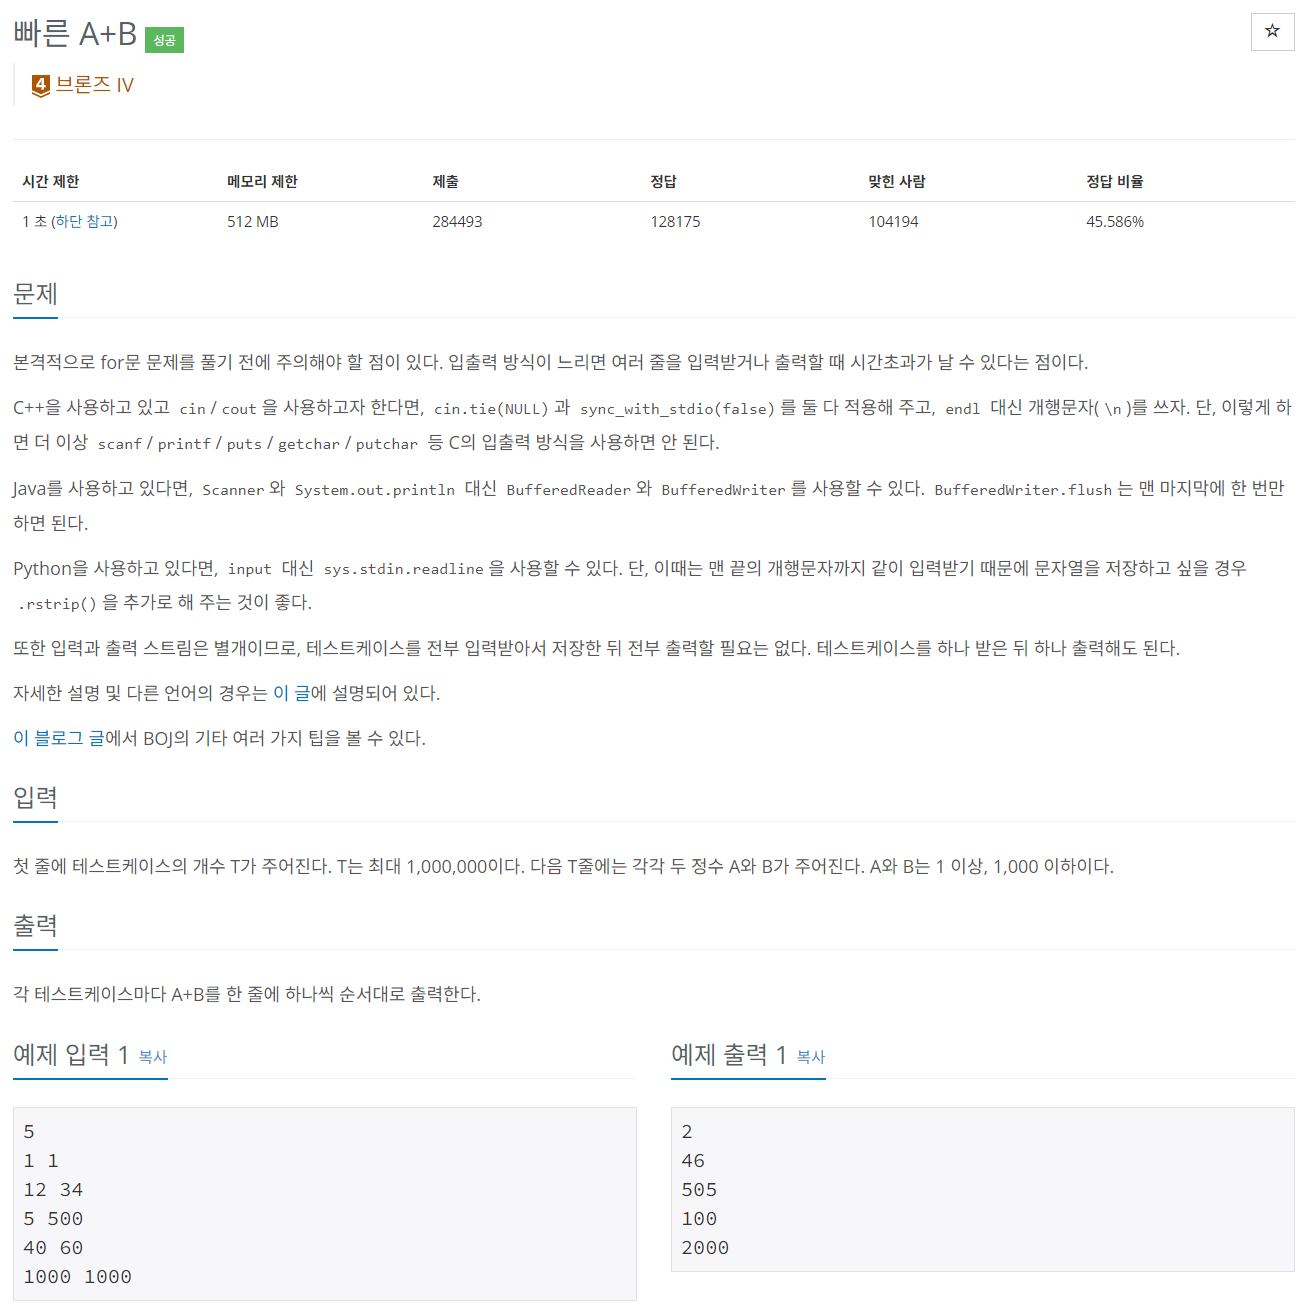 빠른 A+B 성공
☆
4 브론즈 IV
시간 제한 메모리 제한 제출 정답 맞힌 사람 정답 비율
1 초 (하단 참고) 512 MB 284493 128175 104194 45.586%
문제
본격적으로 for문 문제를 풀기 전에 주의해야 할 점이 있다. 입출력 방식이 느리면 여러 줄을 입력받거나 출력할 때 시간초과가 날 수 있다는 점이다.
C++을 사용하고 있고 cin / cout 을 사용하고자 한다면, cin.tie(NULL) 과 sync_with_stdio(false) 를 둘 다 적용해 주고, endl 대신 개행문자( \n )를 쓰자. 단, 이렇게 하
면 더 이상 scanf / printf / puts / getchar / putchar 등 C의 입출력 방식을 사용하면 안 된다.
Java를 사용하고 있다면, Scanner 와 System.out.println 대신 BufferedReader 와 BufferedWriter 를 사용할 수 있다. BufferedWriter.flush 는 맨 마지막에 한 번만
하면 된다.
Python을 사용하고 있다면, input 대신 sys.stdin.readline 을 사용할 수 있다. 단, 이때는 맨 끝의 개행문자까지 같이 입력받기 때문에 문자열을 저장하고 싶을 경우
.rstrip() 을 추가로 해 주는 것이 좋다.
또한 입력과 출력 스트림은 별개이므로, 테스트케이스를 전부 입력받아서 저장한 뒤 전부 출력할 필요는 없다. 테스트케이스를 하나 받은 뒤 하나 출력해도 된다.
자세한 설명 및 다른 언어의 경우는 이 글에 설명되어 있다.
이 블로그 글에서 BOJ의 기타 여러 가지 팁을 볼 수 있다.
입력
첫 줄에 테스트케이스의 개수 T가 주어진다. T는 최대 1,000,000이다. 다음 T줄에는 각각 두 정수 A와 B가 주어진다. A와 B는 1 이상, 1,000 이하이다.
출력
각 테스트케이스마다 A+B를 한 줄에 하나씩 순서대로 출력한다.
예제 입력 1 복사
5
1 1
12 34
5 500
40 60
1000 1000
예제 출력 1 복사
2
46
505
100
2000